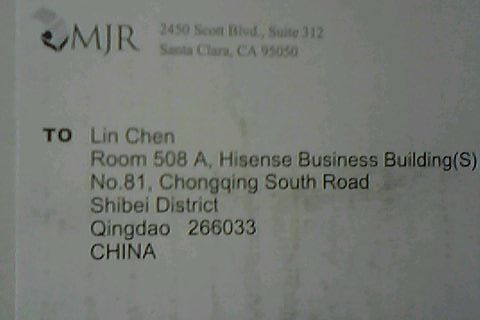 MJR
2450 Scott Blvd., Suite 312
Santa Clara, CA 95050
TO Lin Chen
Room 508 A, Hisense Business Building(S)
No.81, Chongqing South Road
Shibei District
Qingdao 266033
CHINA